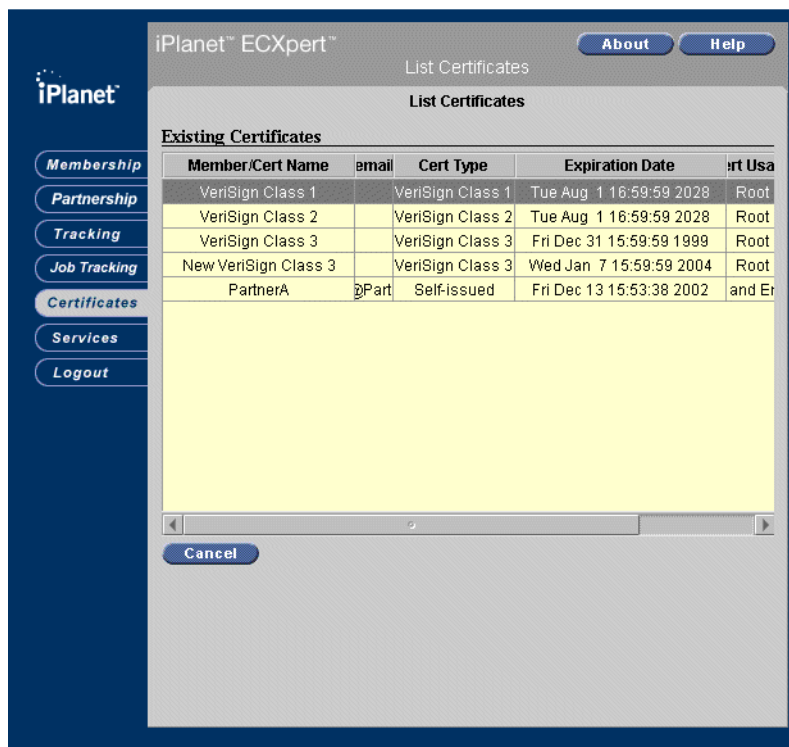 iPlanet™ ECXpert™
About
Help
List Certificates
iPlanet™
List Certificates
Existing Certificates
Member/Cert Name email Cert Type Expiration Date ert Usa
VeriSign Class 1 VeriSign Class 1 Tue Aug 1 16:59:59 2028 Root
VeriSign Class 2 VeriSign Class 2 Tue Aug 1 16:59:59 2028 Root
VeriSign Class 3 VeriSign Class 3 Fri Dec 31 15:59:59 1999 Root
New VeriSign Class 3 VeriSign Class 3 Wed Jan 7 15:59:59 2004 Root
PartnerA @Part Self-issued Fri Dec 13 15:53:38 2002 and Er
Membership
Partnership
Tracking
Job Tracking
Certificates
Services
Logout
Cancel